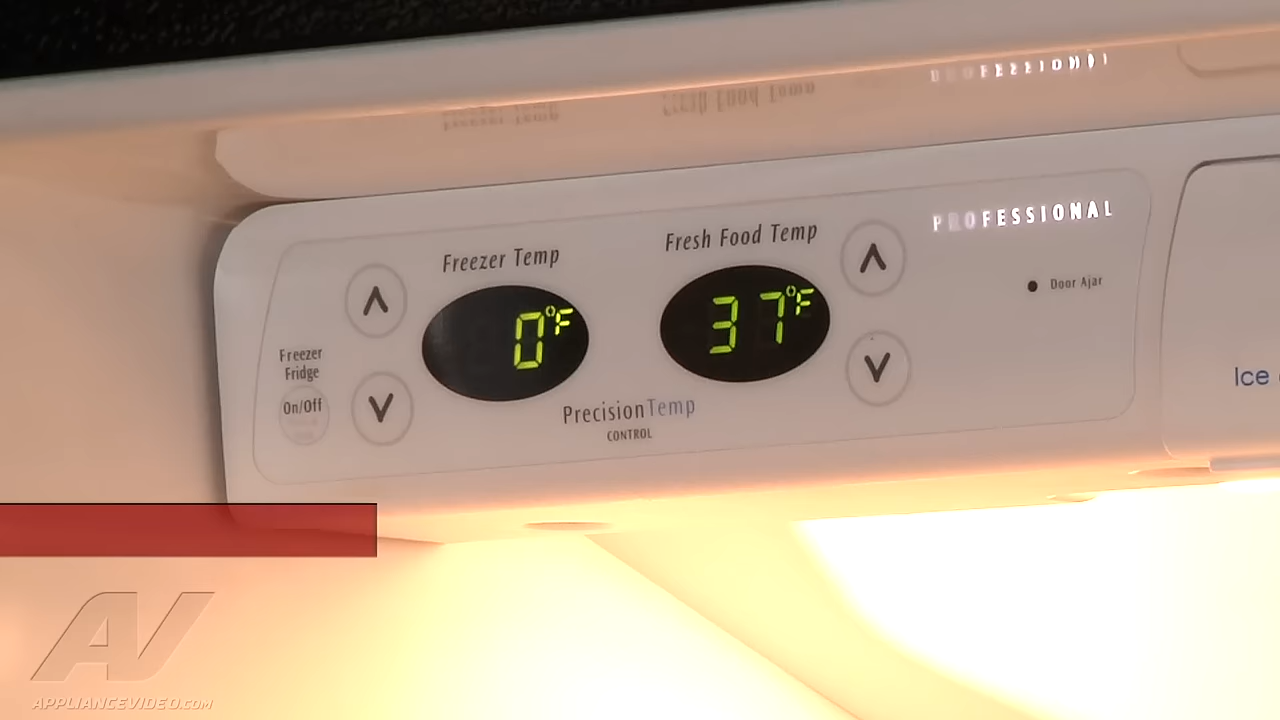 PROFESSIONAL
Freezer Temp
Fresh Food Temp
0°F
37°F
Door Ajar
Freezer
Fridge
On/Off
PrecisionTemp
CONTROL
Ice
AV
APPLIANCEVIDEO.COM